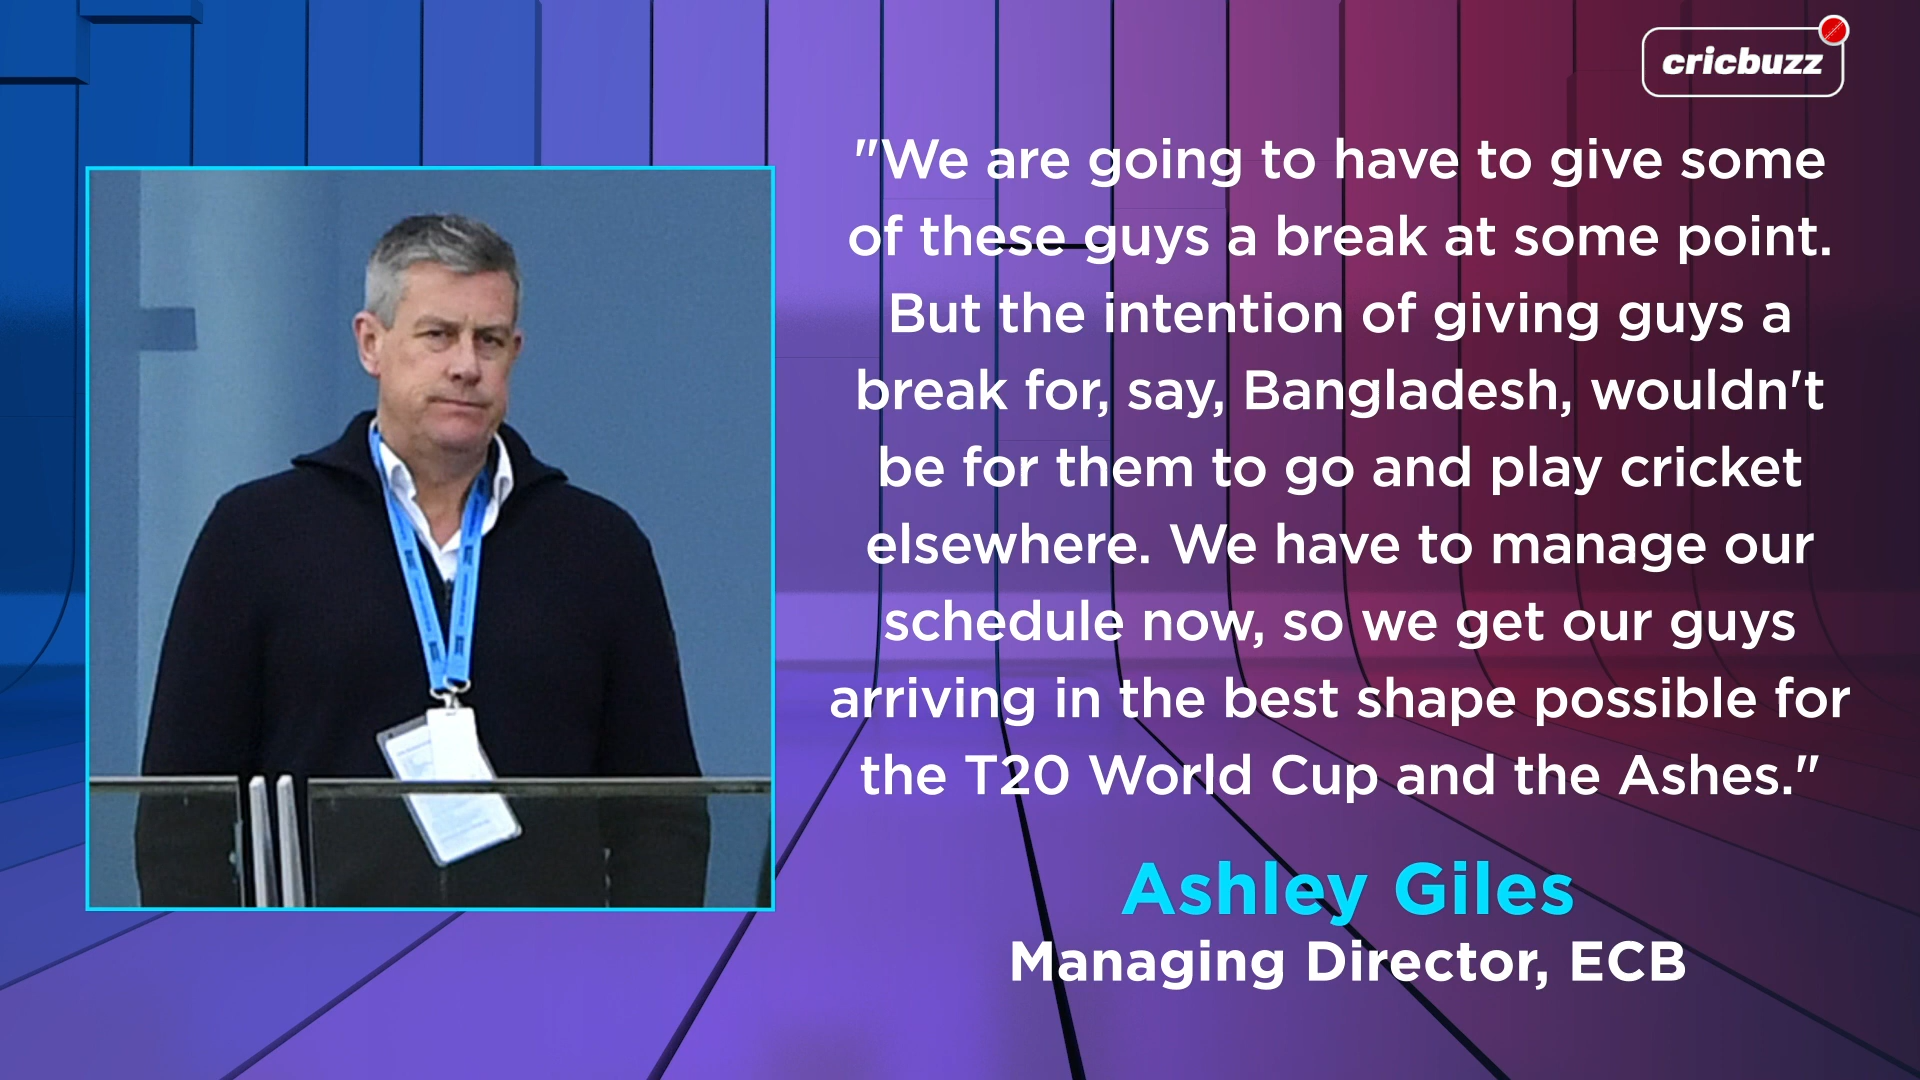 cricbuzz
"We are going to have to give some
of these guys a break at some point.
But the intention of giving guys a
break for, say, Bangladesh, wouldn't
be for them to go and play cricket
elsewhere. We have to manage our
schedule now, so we get our guys
arriving in the best shape possible for
the T20 World Cup and the Ashes."
Ashley Giles
Managing Director, ECB